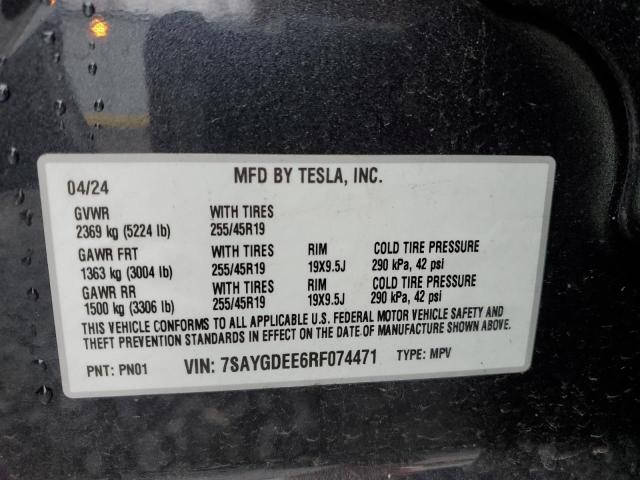 MFD BY TESLA, INC.
04/24
GVWR WITH TIRES
2369 kg (5224 lb) 255/45R19
GAWR FRT WITH TIRES RIM COLD TIRE PRESSURE
1363 kg (3004 lb) 255/45R19 19X9.5J 290 kPa, 42 psi
GAWR RR WITH TIRES RIM COLD TIRE PRESSURE
1500 kg (3306 lb) 255/45R19 19X9.5J 290 kPa, 42 psi
THIS VEHICLE CONFORMS TO ALL APPLICABLE U.S. FEDERAL MOTOR VEHICLE SAFETY AND
THEFT PREVENTION STANDARDS IN EFFECT ON THE DATE OF MANUFACTURE SHOWN ABOVE.
PNT: PN01 VIN: 7SAYGDEE6RF074471 TYPE: MPV